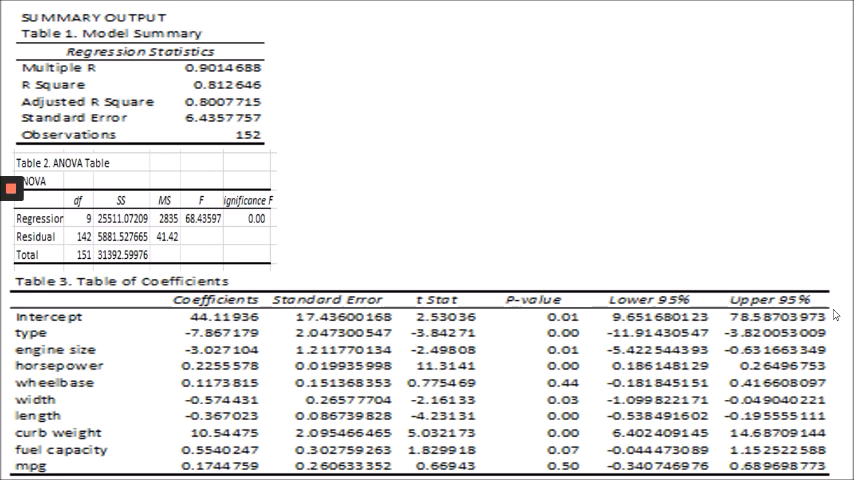 SUMMARY OUTPUT
Table 1. Model Summary
Regression Statistics
Multiple R 0.9014688
R Square 0.812646
Adjusted R Square 0.8007715
Standard Error 6.4357757
Observations 152
Table 2. ANOVA Table
NOVA
df SS MS F ignificance F
Regression 9 25511.07209 2835 68.43597 0.00
Residual 142 5881.527665 41.42
Total 151 31392.59976
Table 3. Table of Coefficients
Coefficients Standard Error t Stat P-value Lower 95% Upper 95%
Intercept 44.11936 17.43600168 2.53036 0.01 9.651680123 78.58703973
type -7.867179 2.047300547 -3.84271 0.00 -11.91430547 -3.820053009
engine size -3.027104 1.211770134 -2.49808 0.01 -5.422544393 -0.631663349
horsepower 0.2255578 0.019935998 11.3141 0.00 0.186148129 0.26496753
wheelbase 0.1173815 0.151368353 0.775469 0.44 -0.181845151 0.416608097
width -0.574431 0.26577704 -2.16133 0.03 -1.099822171 -0.049040221
length -0.367023 0.086739828 -4.23131 0.00 -0.538491602 -0.195555111
curb weight 10.54475 2.095466465 5.032173 0.00 6.402409145 14.68709144
fuel capacity 0.5540247 0.302759263 1.829918 0.07 -0.044473089 1.152522588
mpg 0.1744759 0.260633352 0.66943 0.50 -0.340746976 0.689698773